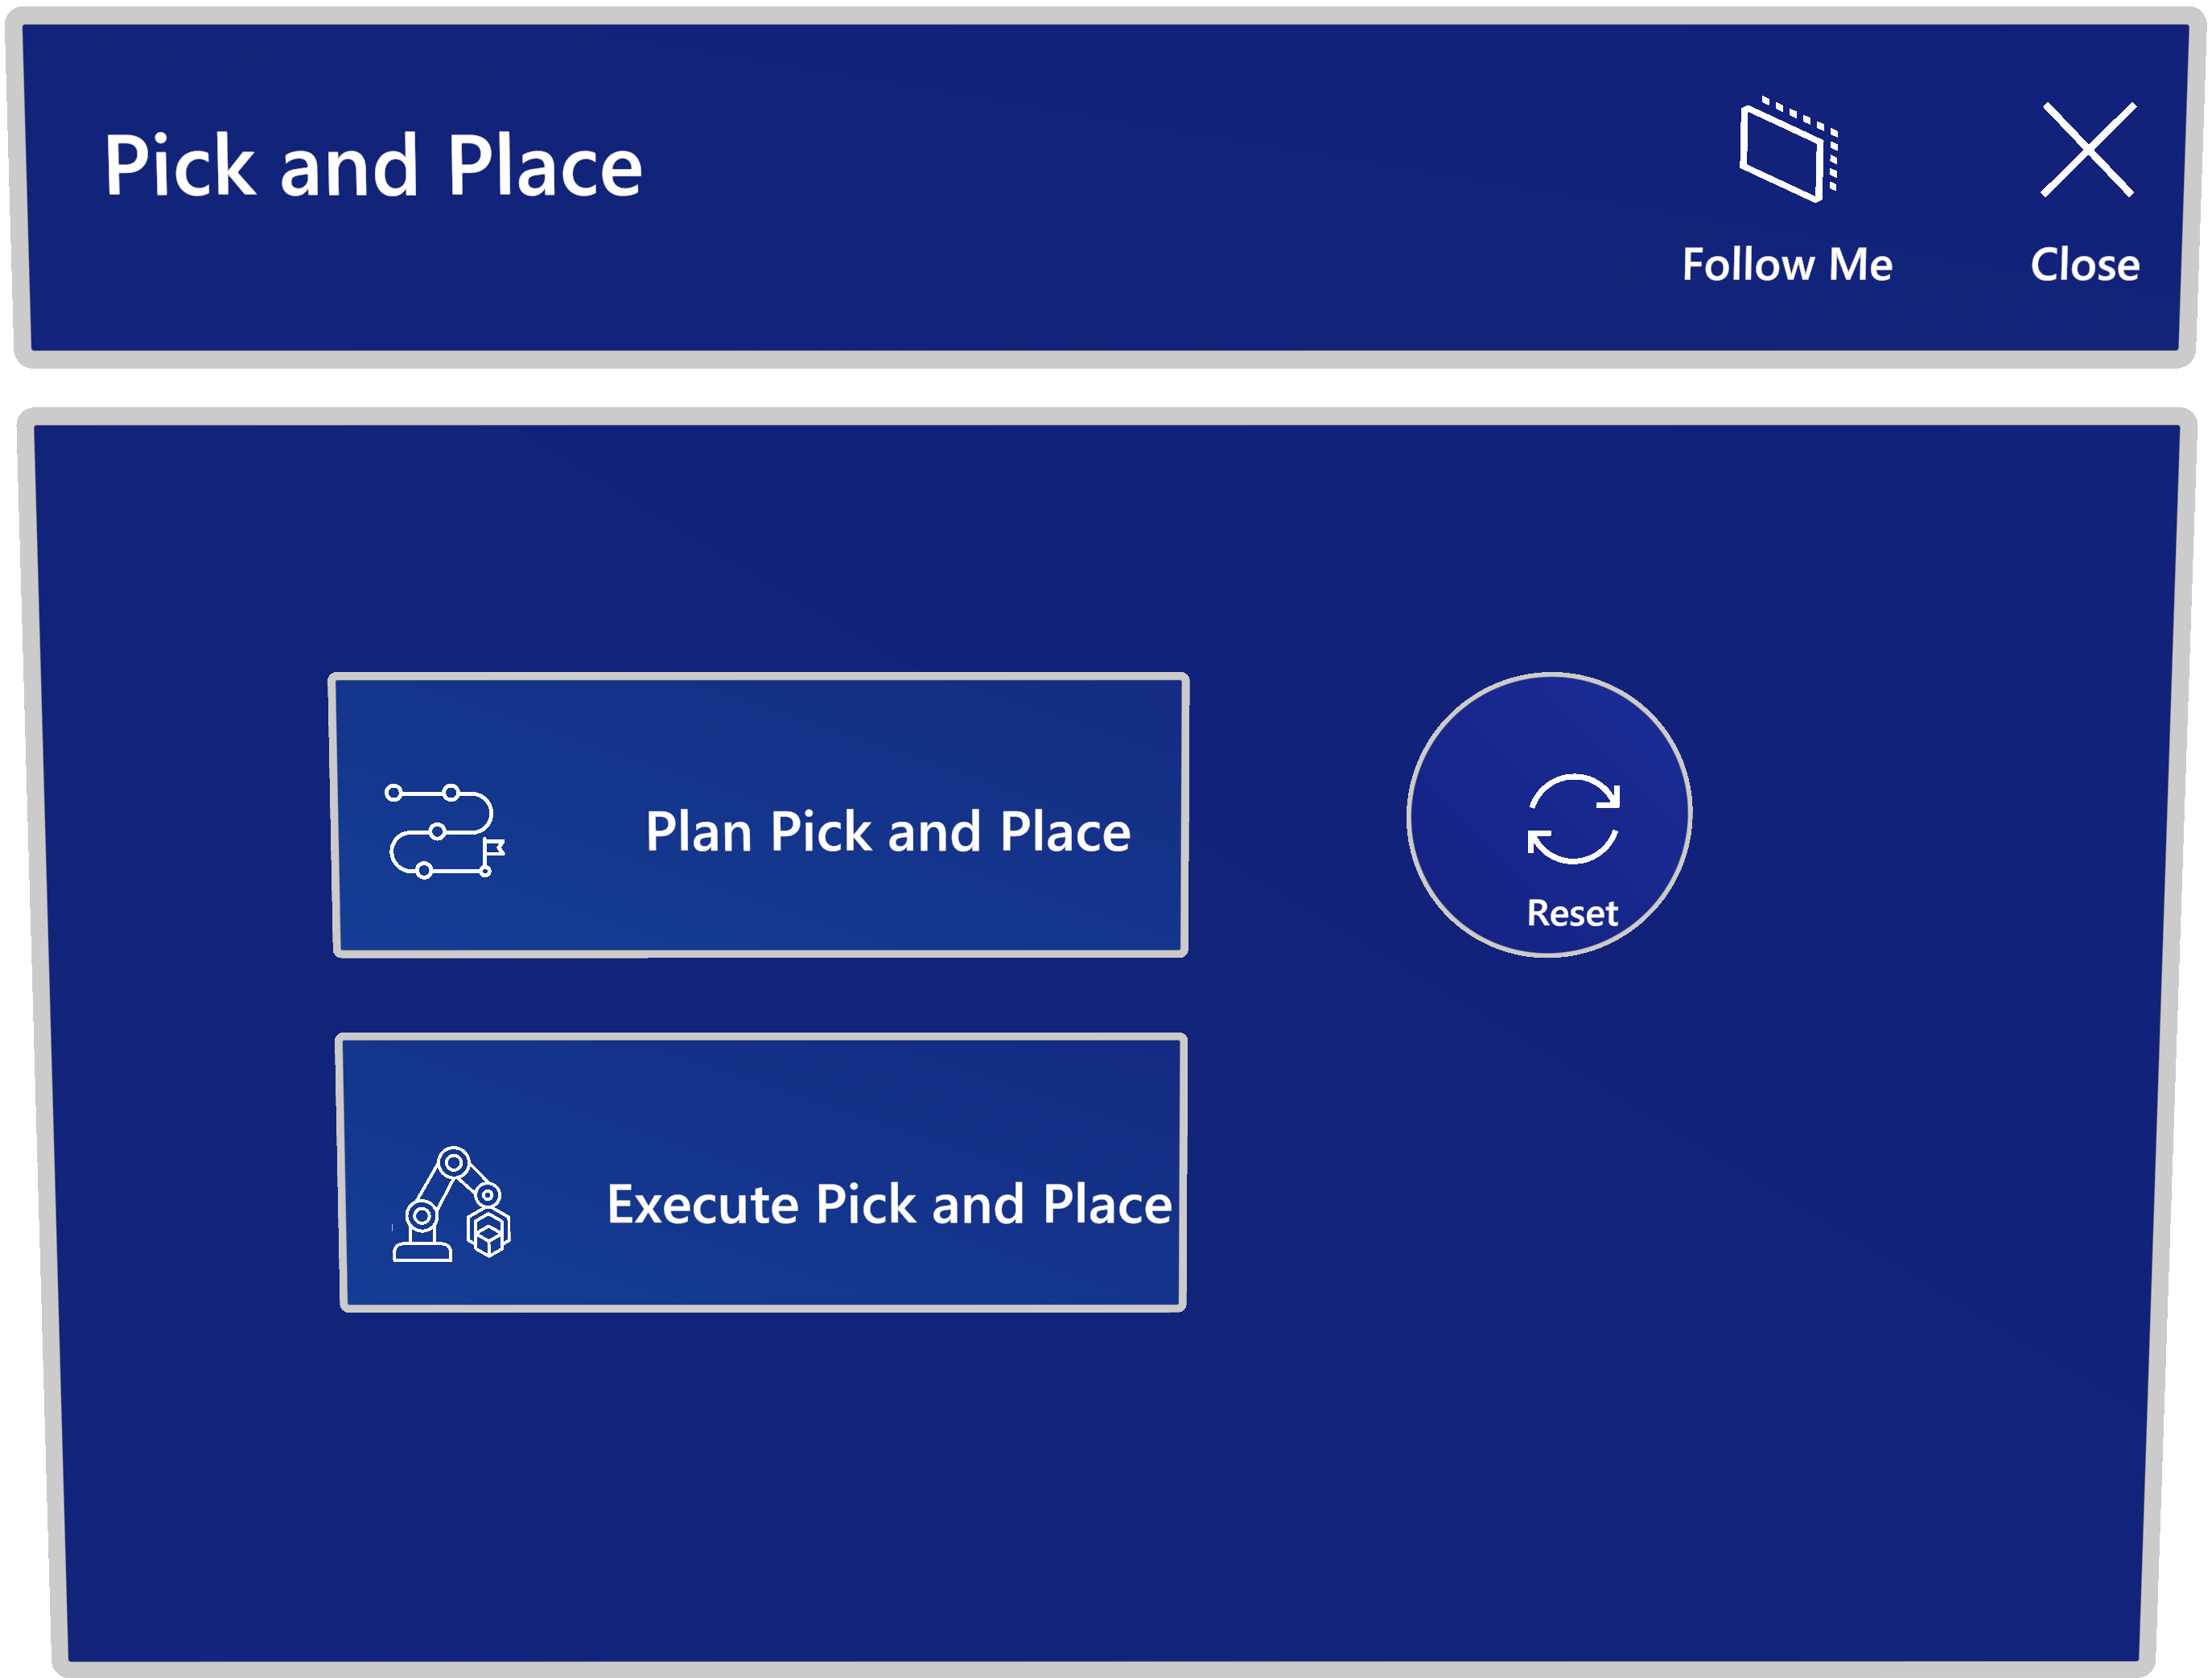 Pick and Place
Follow Me
Close
Plan Pick and Place
Reset
Execute Pick and Place